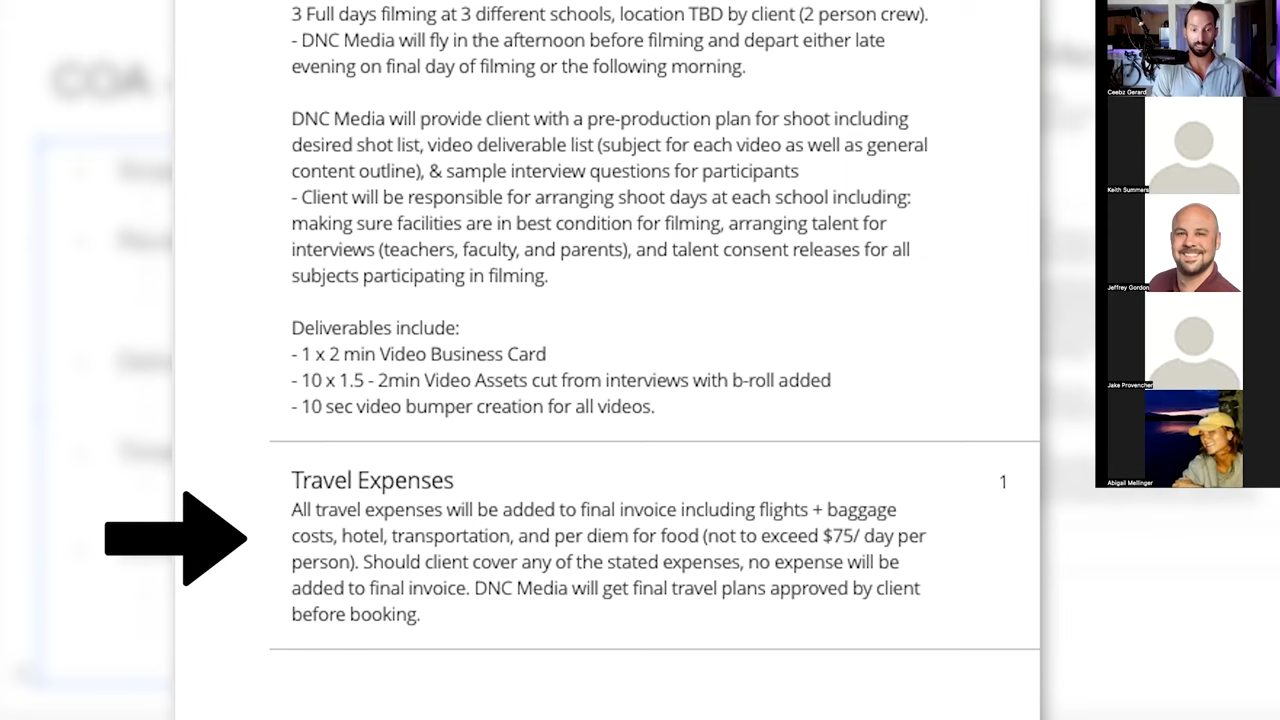 3 Full days filming at 3 different schools, location TBD by client (2 person crew).
- DNC Media will fly in the afternoon before filming and depart either late
evening on final day of filming or the following morning.
DNC Media will provide client with a pre-production plan for shoot including
desired shot list, video deliverable list (subject for each video as well as general
content outline), & sample interview questions for participants
- Client will be responsible for arranging shoot days at each school including:
making sure facilities are in best condition for filming, arranging talent for
interviews (teachers, faculty, and parents), and talent consent releases for all
subjects participating in filming.
Deliverables include:
- 1 x 2 min Video Business Card
- 10 x 1.5 - 2min Video Assets cut from interviews with b-roll added
- 10 sec video bumper creation for all videos.
Travel Expenses 1
All travel expenses will be added to final invoice including flights + baggage
costs, hotel, transportation, and per diem for food (not to exceed $75/ day per
person). Should client cover any of the stated expenses, no expense will be
added to final invoice. DNC Media will get final travel plans approved by client
before booking.
COA
Ceebz Gerard
Keith Summers
Jeffrey Gordon
Jake Provencher
Abigail Mellinger